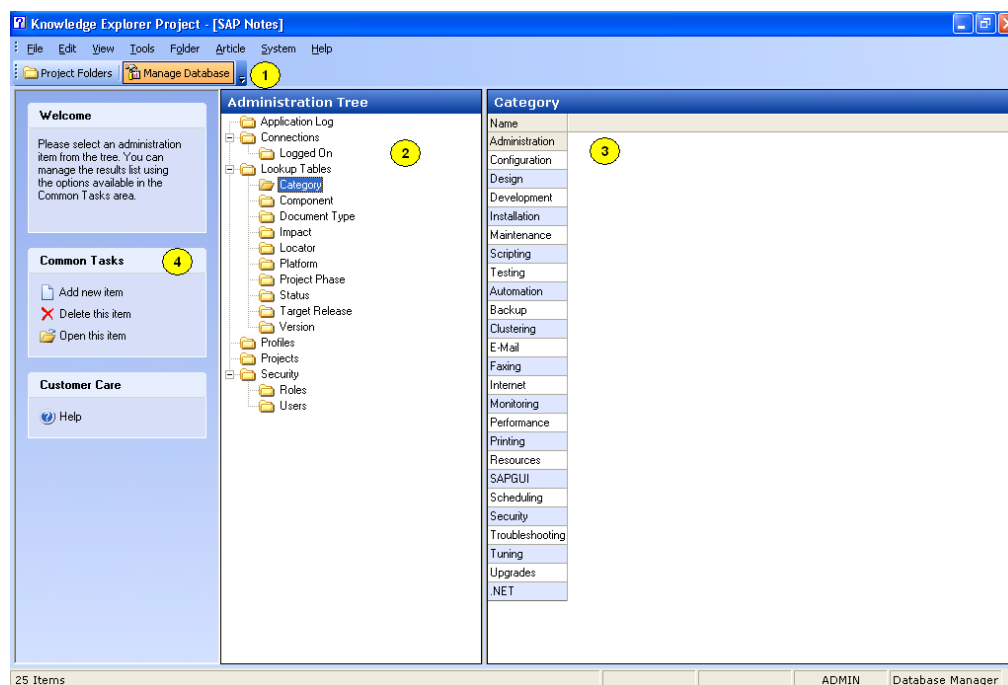 Knowledge Explorer Project - [SAP Notes]
File Edit View Tools Folder Article System Help
Project Folders Manage Database 1
Welcome
Please select an administration
item from the tree. You can
manage the results list using
the options available in the
Common Tasks area.
Common Tasks 4
Add new item
Delete this item
Open this item
Customer Care
Help
Administration Tree
2
Application Log
Connections
Logged On
Lookup Tables
Category
Component
Document Type
Impact
Locator
Platform
Project Phase
Status
Target Release
Version
Profiles
Projects
Security
Roles
Users
Category
3
Name
Administration
Configuration
Design
Development
Installation
Maintenance
Scripting
Testing
Automation
Backup
Clustering
E-Mail
Faxing
Internet
Monitoring
Performance
Printing
Resources
SAPGUI
Scheduling
Security
Troubleshooting
Tuning
Upgrades
.NET
25 Items ADMIN Database Manager